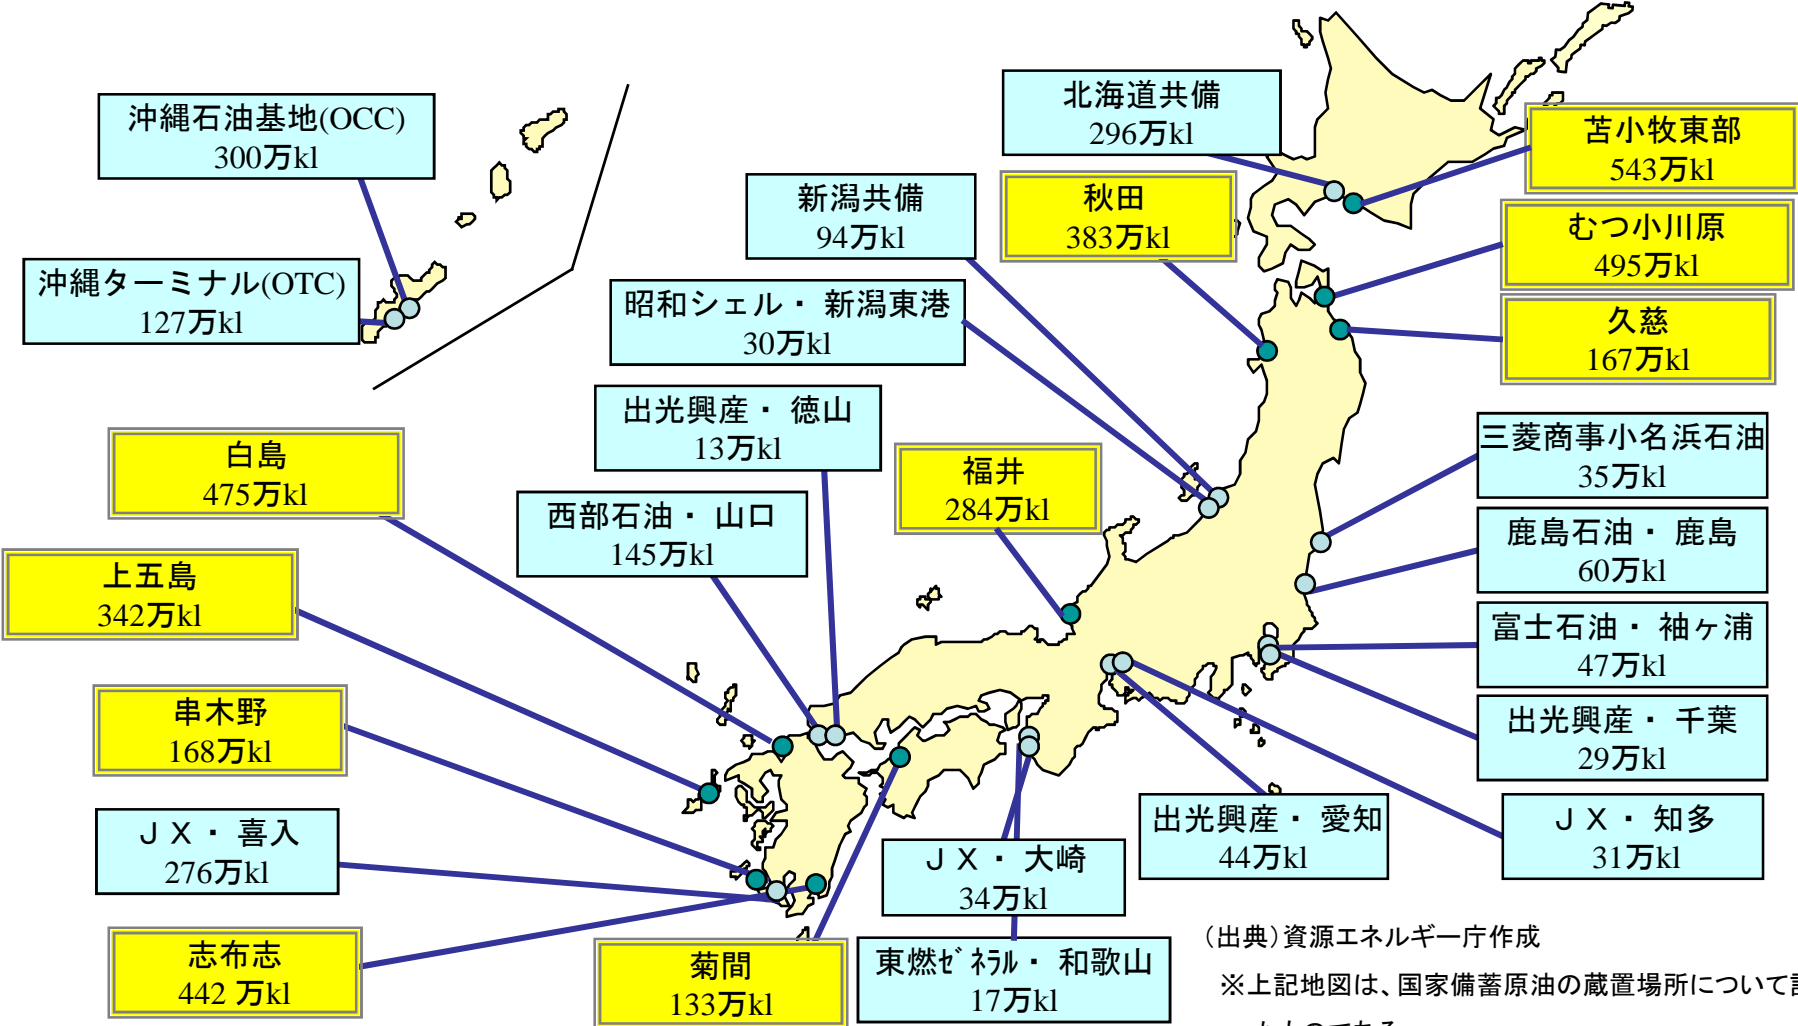 沖縄石油基地(OCC)
300万kl
沖縄ターミナル(OTC)
127万kl
北海道共備
296万kl
苫小牧東部
543万kl
新潟共備
94万kl
秋田
383万kl
むつ小川原
495万kl
昭和シェル・ 新潟東港
30万kl
久慈
167万kl
出光興産・ 徳山
13万kl
白島
475万kl
福井
284万kl
三菱商事小名浜石油
35万kl
西部石油・ 山口
145万kl
鹿島石油・ 鹿島
60万kl
上五島
342万kl
富士石油・ 袖ヶ浦
47万kl
串木野
168万kl
出光興産・ 千葉
29万kl
ＪＸ・ 喜入
276万kl
出光興産・ 愛知
44万kl
ＪＸ・ 知多
31万kl
ＪＸ・ 大崎
34万kl
志布志
442 万kl
菊間
133万kl
東燃ｾﾞﾈﾗﾙ・ 和歌山
17万kl
（出典）資源エネルギー庁作成
※上記地図は、国家備蓄原油の蔵置場所について